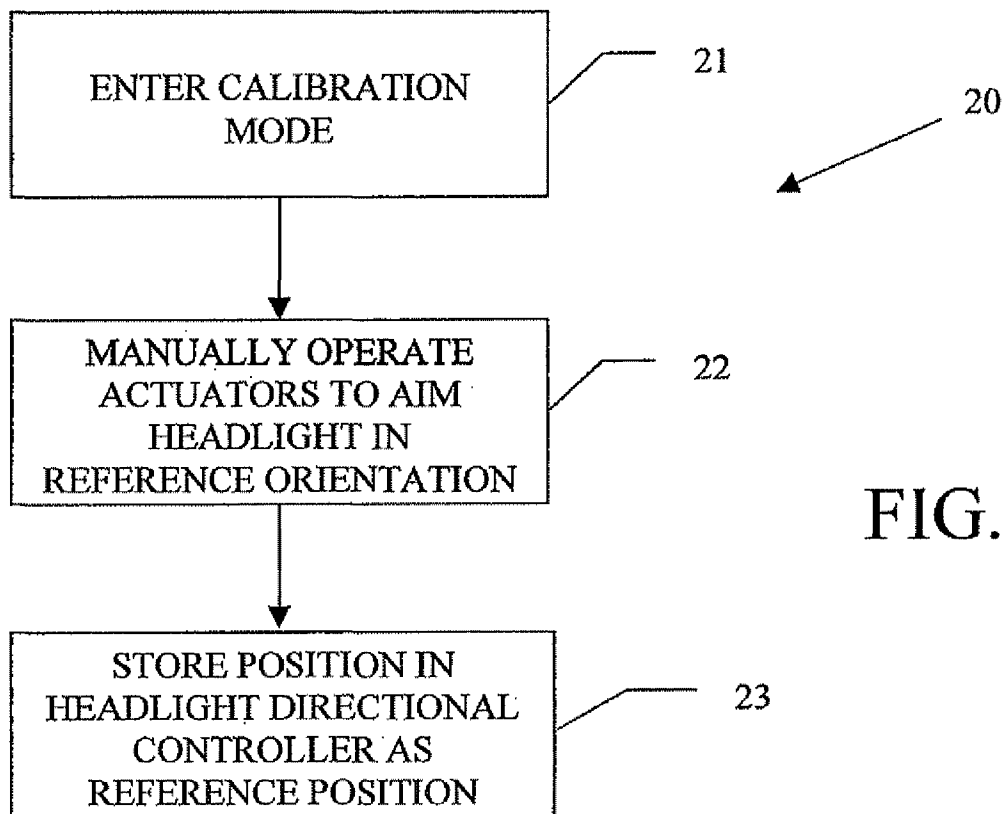 ENTER CALIBRATION
MODE
21
20
MANUALLY OPERATE
ACTUATORS TO AIM
HEADLIGHT IN
REFERENCE ORIENTATION
22
FIG.
STORE POSITION IN
HEADLIGHT DIRECTIONAL
CONTROLLER AS
REFERENCE POSITION
23